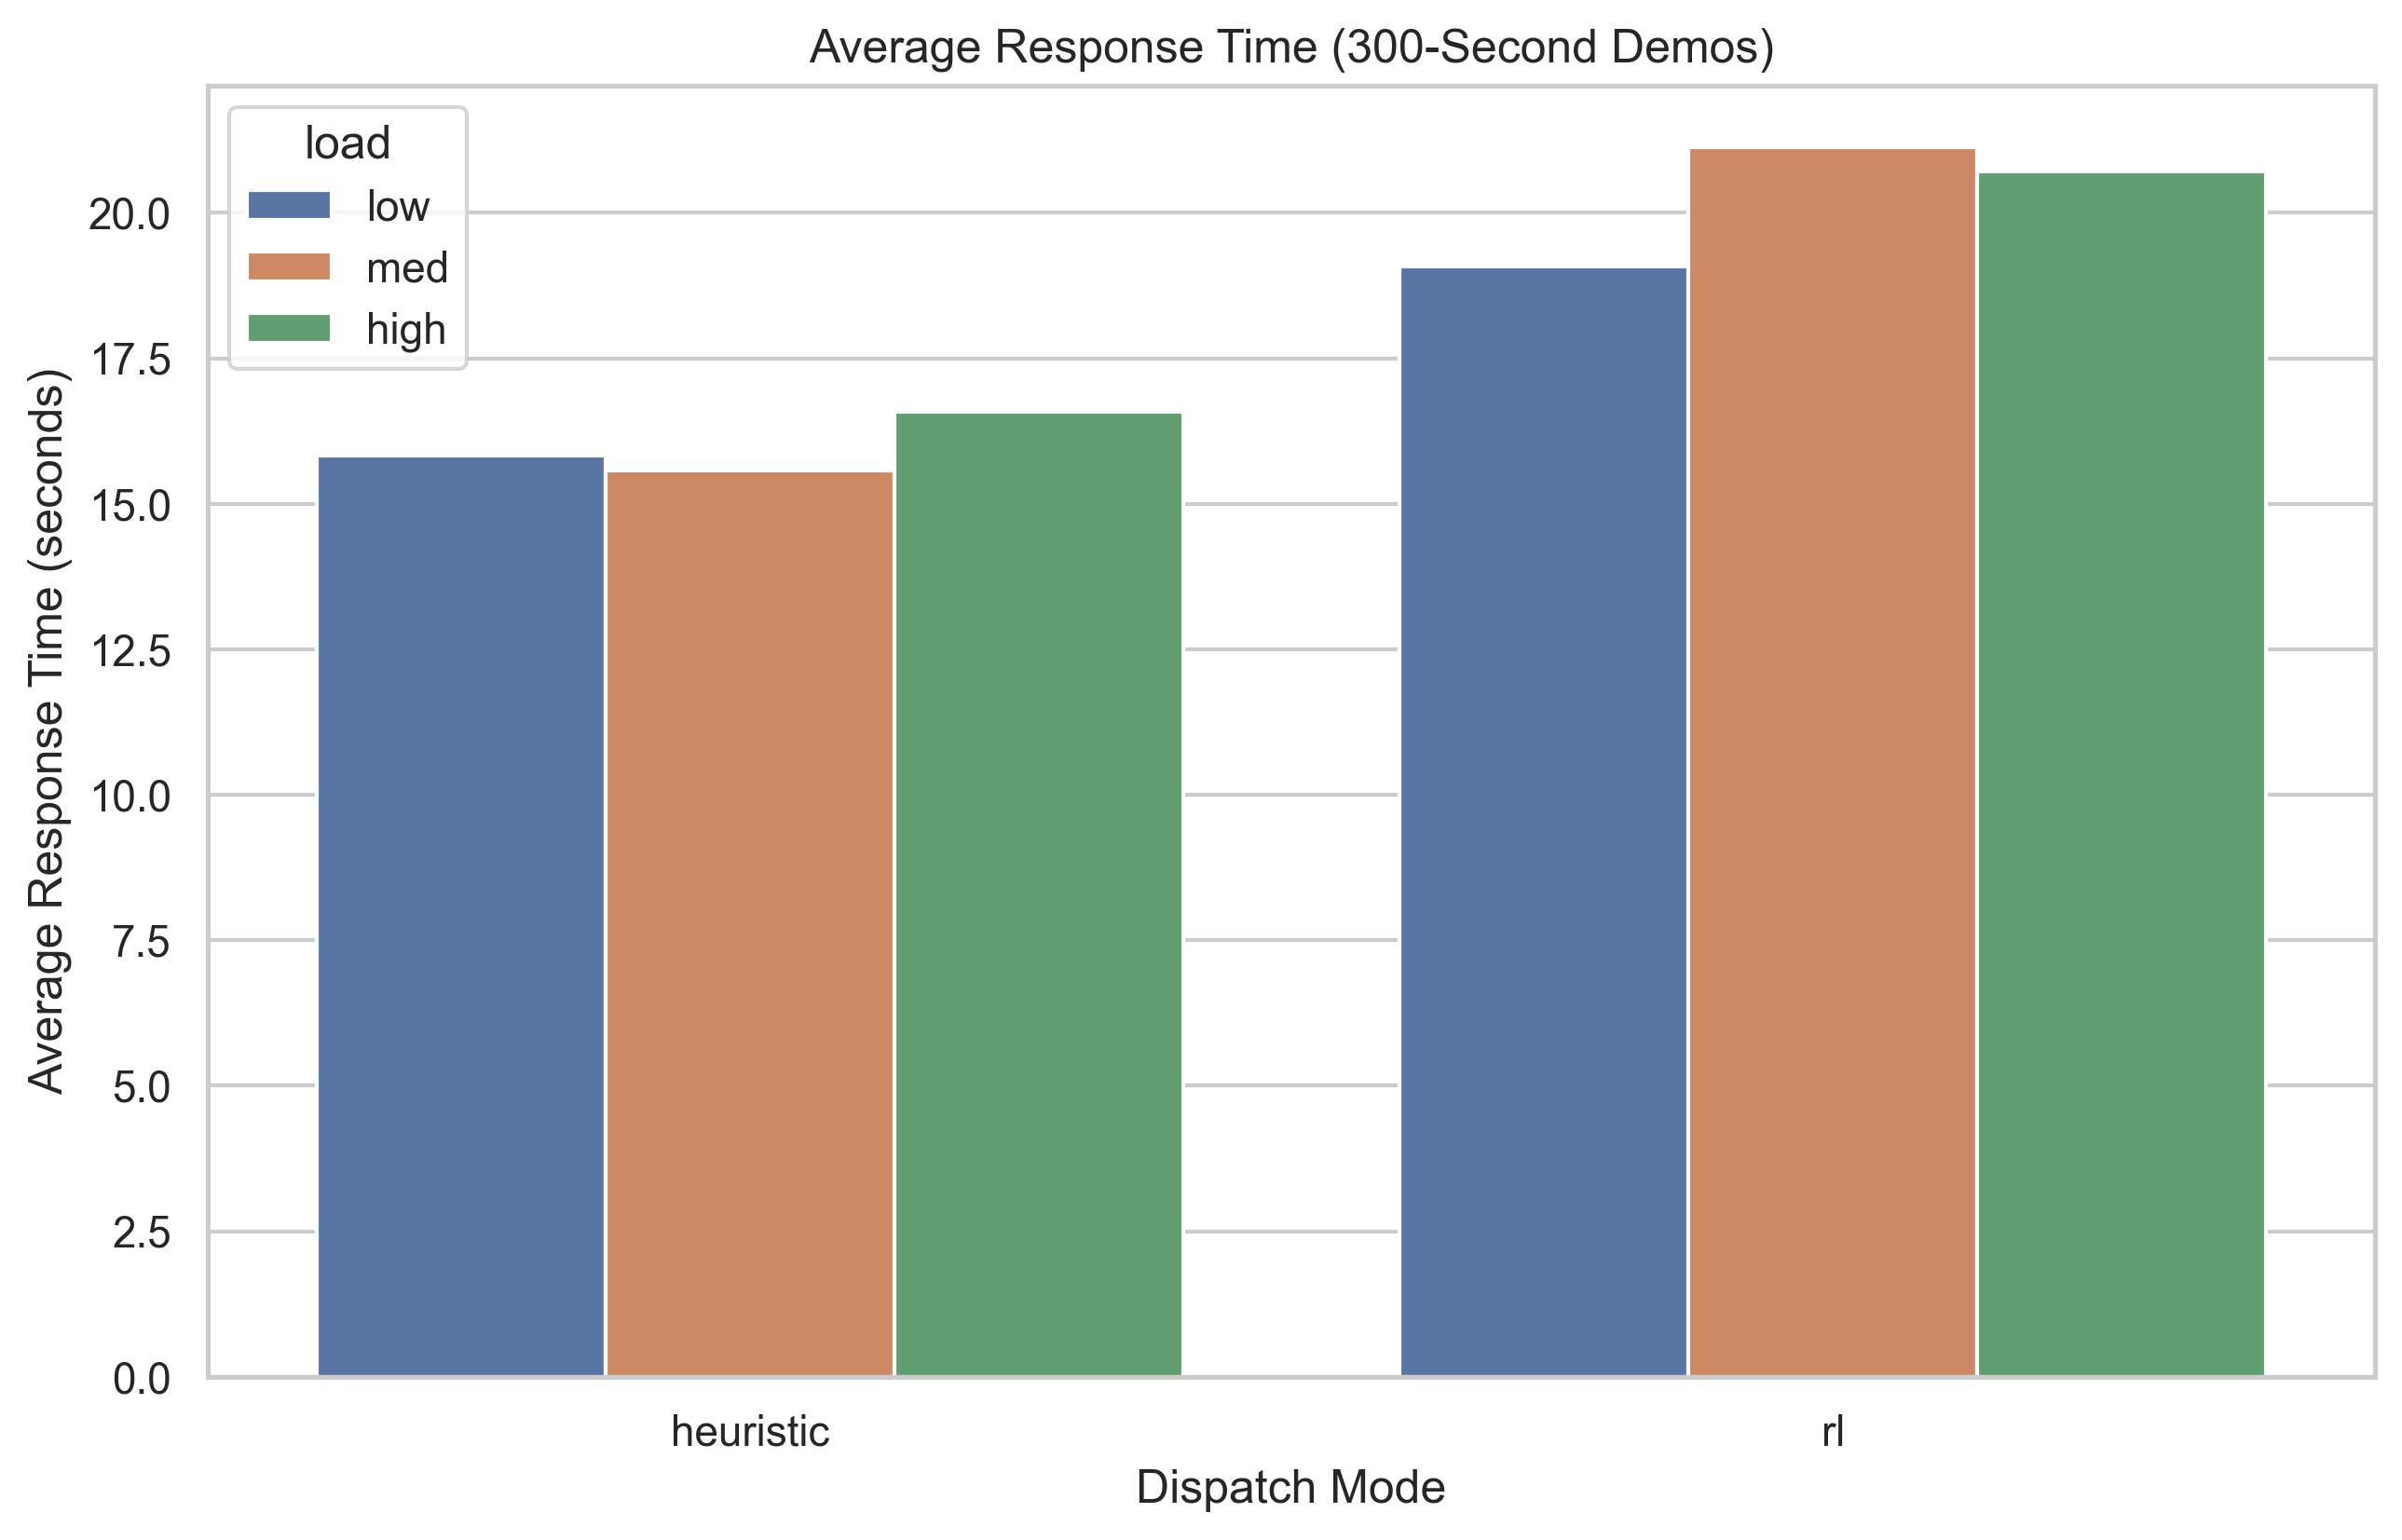 Average Response Time (300-Second Demos)
load
low
med
high
Average Response Time (seconds)
20.0
17.5
15.0
12.5
10.0
7.5
5.0
2.5
0.0
heuristic
rl
Dispatch Mode